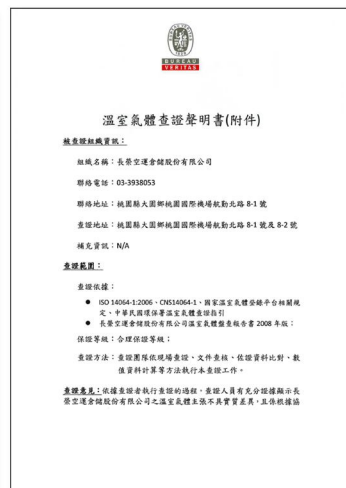 BUREAU
VERITAS
溫室氣體查證聲明書(附件)
被查證組織資訊：
組織名稱：長榮空運倉儲股份有限公司
聯絡電話：03-3938053
聯絡地址：桃園縣大園鄉桃園國際機場航勤北路 8-1 號
查證地址：桃園縣大園鄉桃園國際機場航勤北路 8-1 號及 8-2 號
補充資訊：N/A
查證範圍：
查證依據：
● ISO 14064-1:2006、CNS14064-1、國家溫室氣體登錄平台相關規
定、中華民國環保署溫室氣體查證指引
● 長榮空運倉儲股份有限公司溫室氣體盤查報告書 2008 年版；
保證等級：合理保證等級；
查證方法：查證團隊依現場查證、文件查核、佐證資料比對、數
值資料計算等方法執行本查證工作。
查證意見：依據查證者執行查證的過程，查證人員有充分證據顯示長
榮空運倉儲股份有限公司之溫室氣體主張不具實質差異，且係根據協